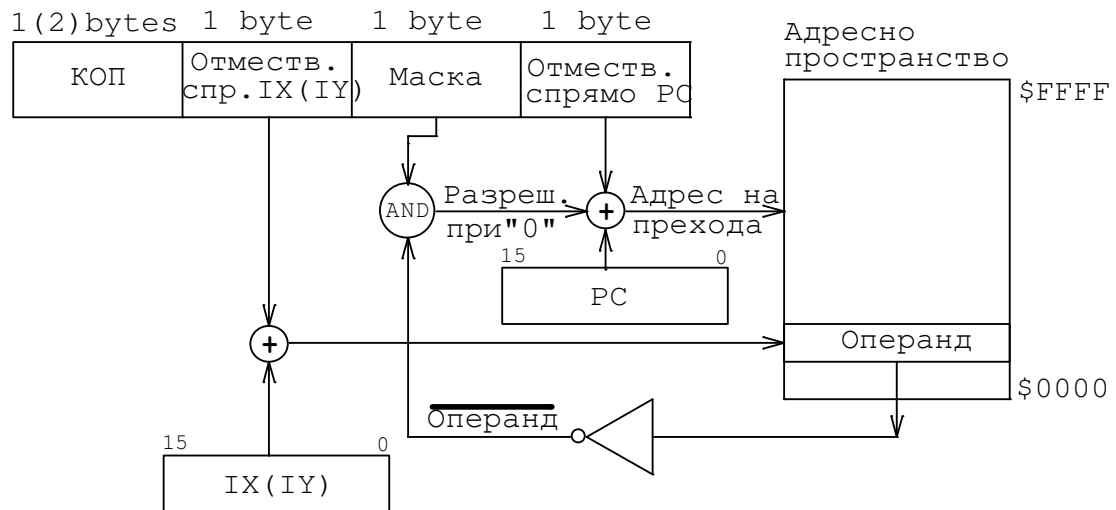 1(2)bytes 1 byte 1 byte 1 byte
Адресно
пространство
КОП
Отместв.
спр.IX(IY)
Маска
Отместв.
спрямо PC
$FFFF
AND
Разреш.
при"0"
+
Адрес на
прехода
15 0
PC
+
Операнд
$0000
Операнд
15 0
IX(IY)